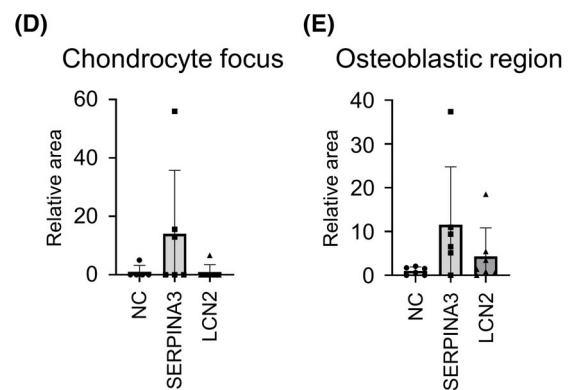 (D)
Chondrocyte focus
Relative area
60
40
20
0
NC
SERPINA3
LCN2
(E)
Osteoblastic region
Relative area
40
30
20
10
0
NC
SERPINA3
LCN2